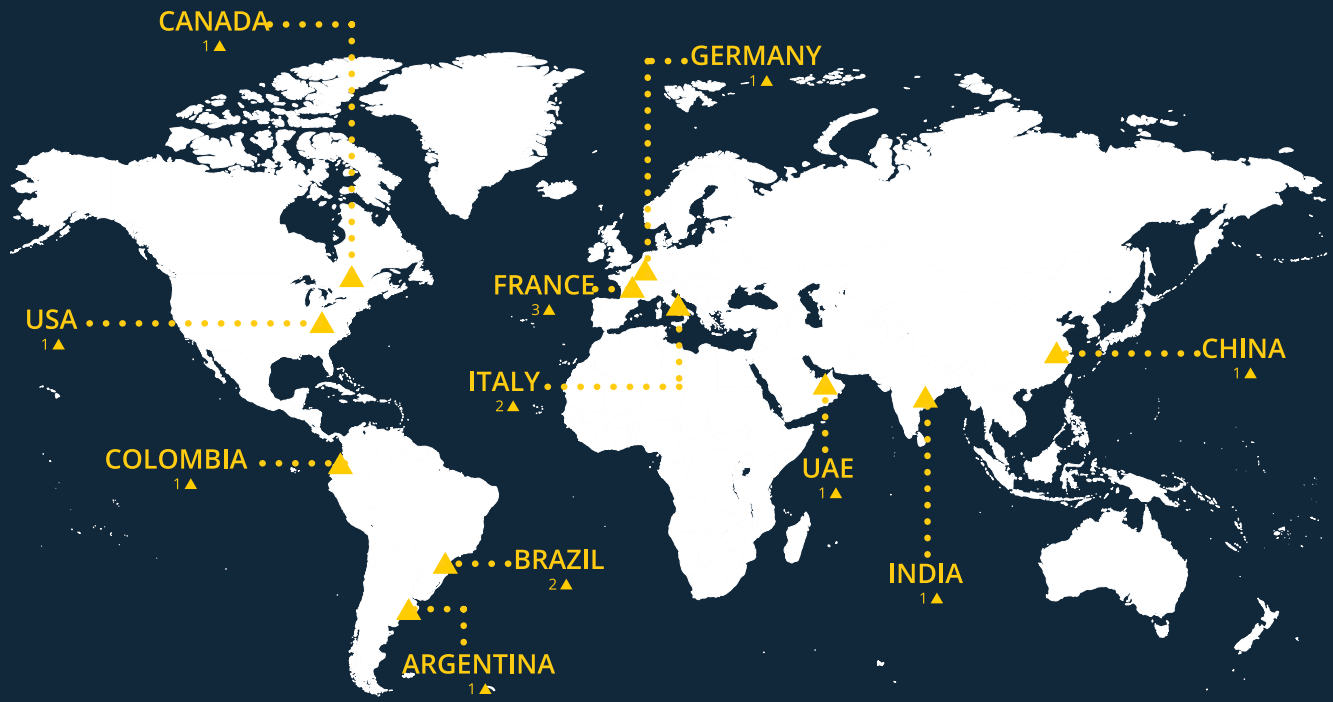 CANADA
1▲
GERMANY
1▲
FRANCE
3▲
USA
1▲
CHINA
1▲
ITALY
2▲
COLOMBIA
1▲
UAE
1▲
BRAZIL
2▲
INDIA
1▲
ARGENTINA
1▲